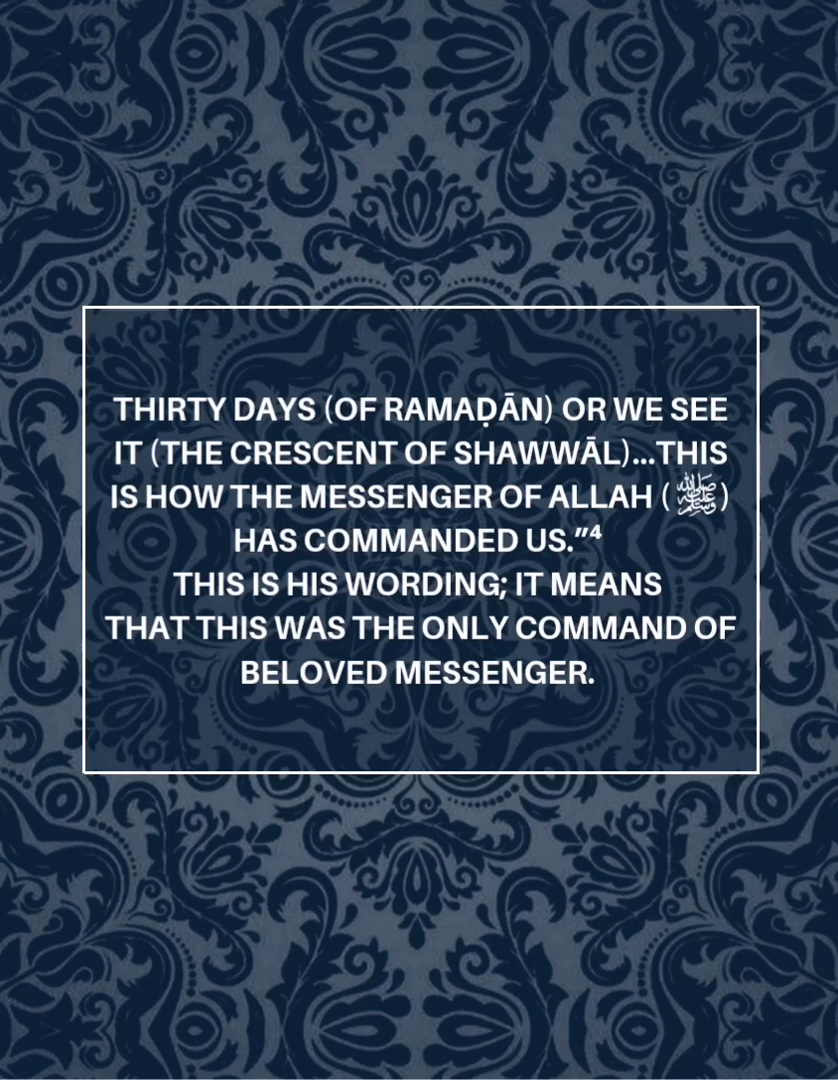 THIRTY DAYS (OF RAMAḌĀN) OR WE SEE
IT (THE CRESCENT OF SHAWWĀL)...THIS
IS HOW THE MESSENGER OF ALLAH ( ﷺ )
HAS COMMANDED US.”⁴
THIS IS HIS WORDING; IT MEANS
THAT THIS WAS THE ONLY COMMAND OF
BELOVED MESSENGER.